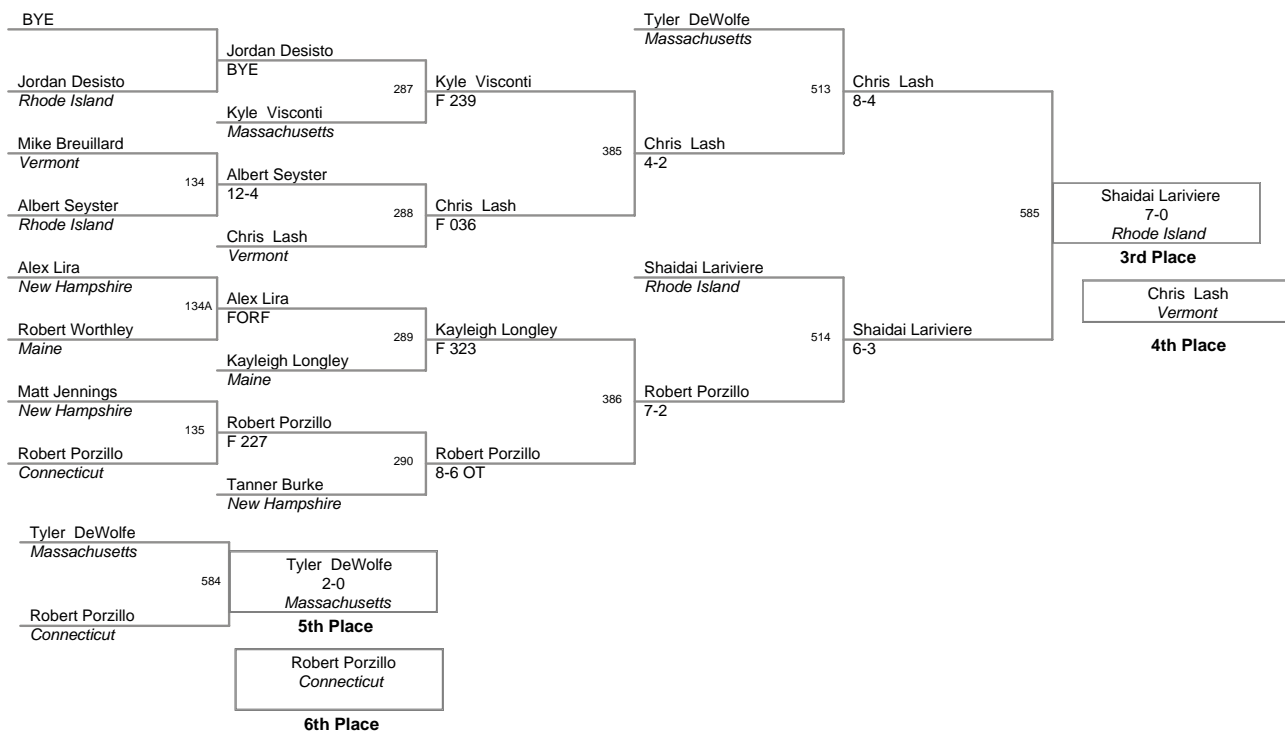 BYE
Jordan Desisto
Rhode Island
Mike Breuillard
Vermont
134
Albert Seyster
Rhode Island
Alex Lira
New Hampshire
134A
Robert Worthley
Maine
Matt Jennings
New Hampshire
135
Robert Porzillo
Connecticut
Jordan Desisto
BYE
287
Kyle Visconti
Massachusetts
Albert Seyster
12-4
288
Chris Lash
Vermont
Alex Lira
FORF
289
Kayleigh Longley
Maine
Robert Porzillo
F 227
290
Tanner Burke
New Hampshire
Kyle Visconti
F 239
385
Chris Lash
F 036
Kayleigh Longley
F 323
386
Robert Porzillo
8-6 OT
Tyler DeWolfe
Massachusetts
513
Chris Lash
4-2
Shaidai Lariviere
Rhode Island
514
Robert Porzillo
7-2
Chris Lash
8-4
585
Shaidai Lariviere
6-3
Shaidai Lariviere
7-0
Rhode Island
3rd Place
Chris Lash
Vermont
4th Place
Tyler DeWolfe
Massachusetts
584
Robert Porzillo
Connecticut
Tyler DeWolfe
2-0
Massachusetts
5th Place
Robert Porzillo
Connecticut
6th Place